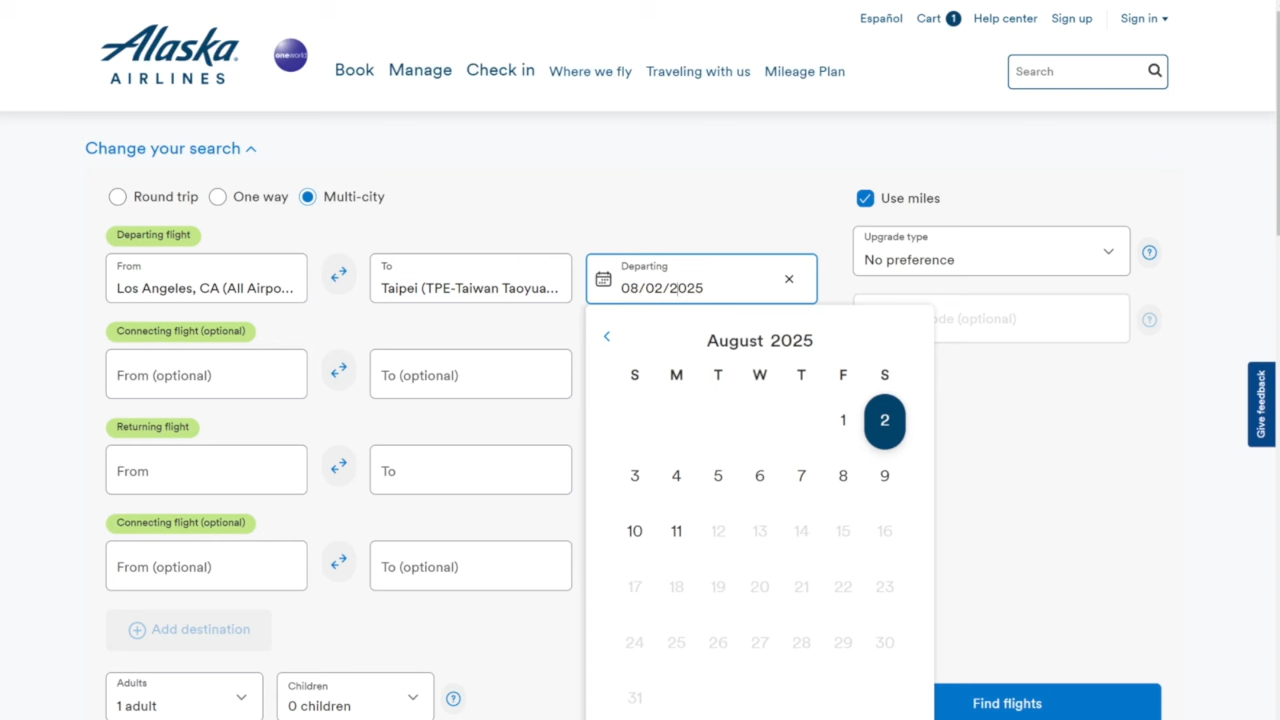 Español Cart 1 Help center Sign up Sign in
Alaska
AIRLINES
oneworld
Book Manage Check in Where we fly Traveling with us Mileage Plan
Search
Change your search
Round trip One way Multi-city
Use miles
Departing flight
From
Los Angeles, CA (All Airpo...
To
Taipei (TPE-Taiwan Taoyua...
Departing
08/02/2025
Upgrade type
No preference
?
(optional)
?
Connecting flight (optional)
From (optional)
To (optional)
August 2025
S M T W T F S
1 2
3 4 5 6 7 8 9
10 11 12 13 14 15 16
17 18 19 20 21 22 23
24 25 26 27 28 29 30
31
Returning flight
From
To
Connecting flight (optional)
From (optional)
To (optional)
Add destination
Adults
1 adult
Children
0 children
?
Find flights
Give feedback